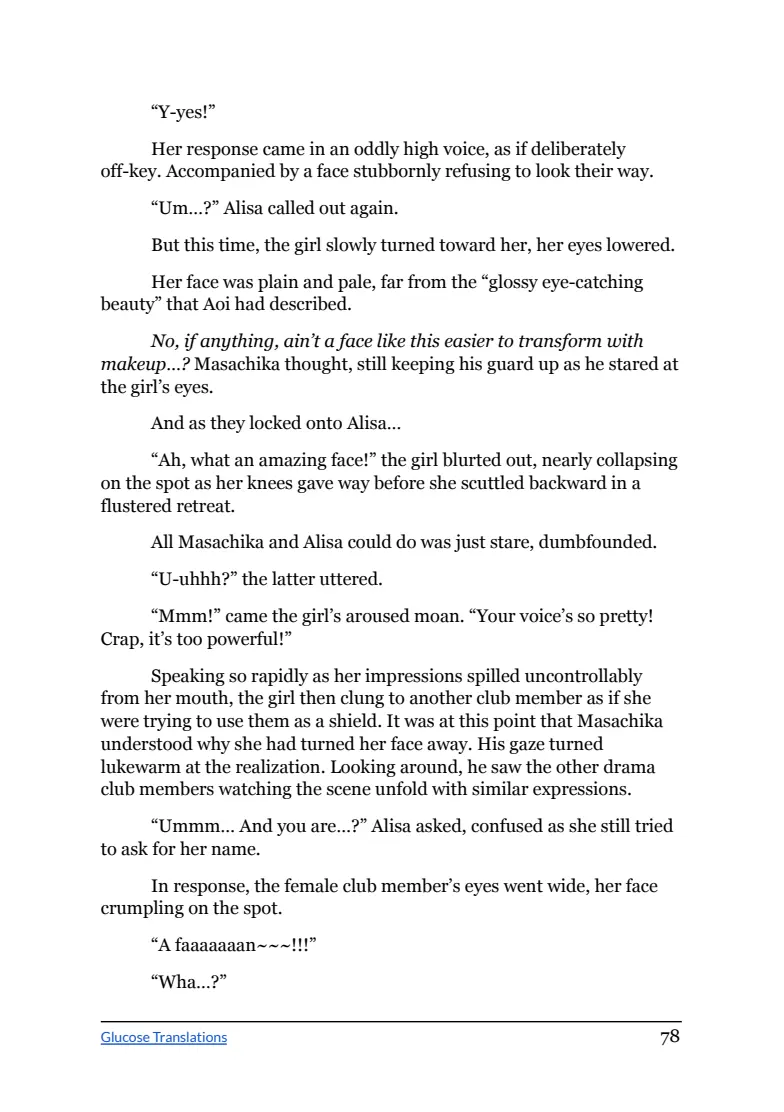 “Y-yes!”
Her response came in an oddly high voice, as if deliberately
off-key. Accompanied by a face stubbornly refusing to look their way.
“Um…?” Alisa called out again.
But this time, the girl slowly turned toward her, her eyes lowered.
Her face was plain and pale, far from the “glossy eye-catching
beauty” that Aoi had described.
No, if anything, ain’t a face like this easier to transform with
makeup…? Masachika thought, still keeping his guard up as he stared at
the girl’s eyes.
And as they locked onto Alisa…
“Ah, what an amazing face!” the girl blurted out, nearly collapsing
on the spot as her knees gave way before she scuttled backward in a
flustered retreat.
All Masachika and Alisa could do was just stare, dumbfounded.
“U-uhhh?” the latter uttered.
“Mmm!” came the girl’s aroused moan. “Your voice’s so pretty!
Crap, it’s too powerful!”
Speaking so rapidly as her impressions spilled uncontrollably
from her mouth, the girl then clung to another club member as if she
were trying to use them as a shield. It was at this point that Masachika
understood why she had turned her face away. His gaze turned
lukewarm at the realization. Looking around, he saw the other drama
club members watching the scene unfold with similar expressions.
“Ummm… And you are…?” Alisa asked, confused as she still tried
to ask for her name.
In response, the female club member’s eyes went wide, her face
crumpling on the spot.
“A faaaaaaan~~~!!!”
“Wha…?”
Glucose Translations 78